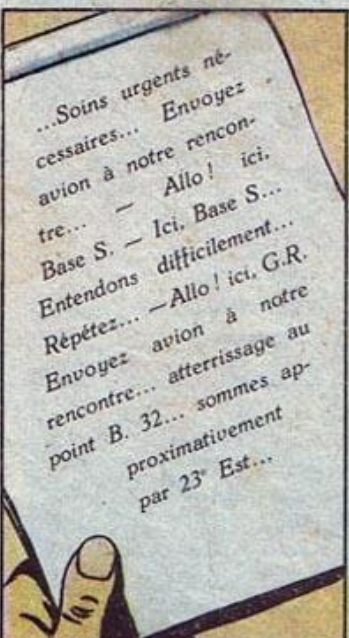 ...Soins urgents né-
cessaires... Envoyez
avion à notre rencon-
tre... — Allo ! ici,
Base S. — Ici, Base S...
Entendons difficilement...
Répétez... —Allo ! ici, G.R.
Envoyez avion à notre
rencontre... atterrissage au
point B. 32... sommes ap-
proximativement
par 23° Est...